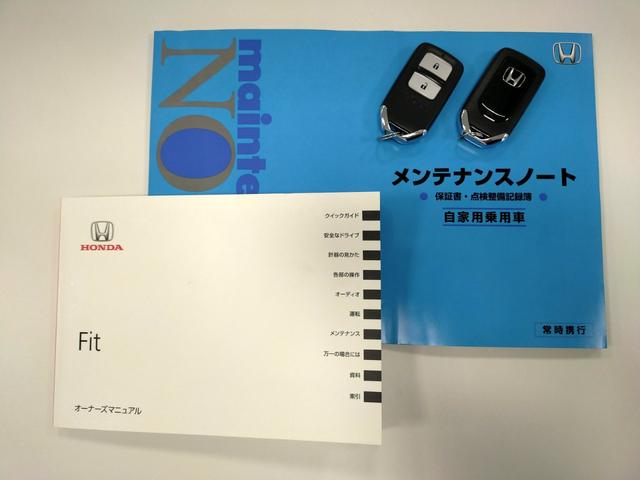 mainte
NO
メンテナンスノート
● 保証書・点検整備記録簿 ●
自家用乗用車
常時携行
HONDA
Fit
オーナーズマニュアル
クイックガイド
安全なドライブ
計器の見かた
各部の操作
オーディオ
運転
メンテナンス
万一の場合には
資料
索引